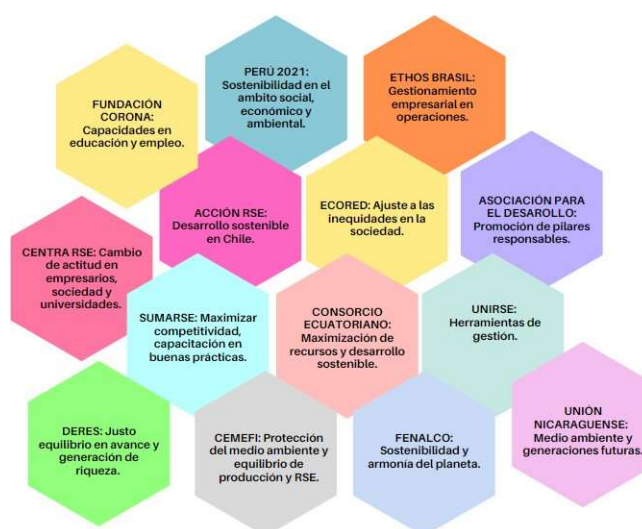 PERÚ 2021:
Sostenibilidad en el
ambito social,
económico y
ambiental.
ETHOS BRASIL:
Gestionamiento
empresarial en
operaciones.
FUNDACIÓN
CORONA:
Capacidades en
educación y empleo.
ACCIÓN RSE:
Desarrollo sostenible
en Chile.
ECORED: Ajuste a las
inequidades en la
sociedad.
ASOCIACIÓN PARA
EL DESAROLLO:
Promoción de pilares
responsables.
CENTRA RSE: Cambio
de actitud en
empresarios,
sociedad y
universidades.
SUMARSE: Maximizar
competitividad,
capacitación en
buenas prácticas.
CONSORCIO
ECUATORIANO:
Maximización de
recursos y desarrollo
sostenible.
UNIRSE:
Herramientas de
gestión.
DERES: Justo
equilibrio en avance y
generación de
riqueza.
CEMEFI: Protección
del medio ambiente y
equilibrio de
producción y RSE.
FENALCO:
Sostenibilidad y
armonía del planeta.
UNIÓN
NICARAGUENSE:
Medio ambiente y
generaciones futuras.